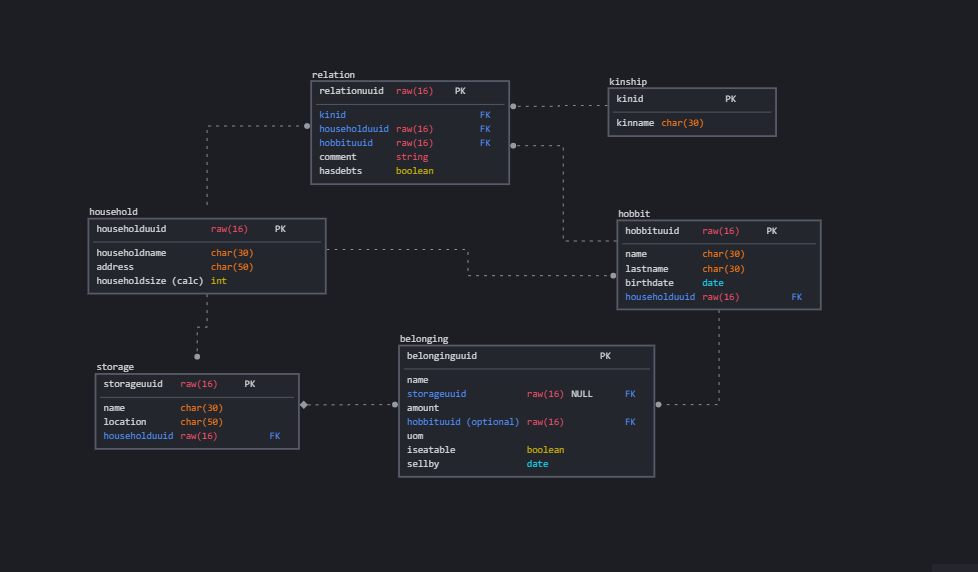 relation
relationuuid raw(16) PK
kinid FK
householduuid raw(16) FK
hobbituuid raw(16) FK
comment string
hasdebts boolean
kinship
kinid PK
kinname char(30)
household
householduuid raw(16) PK
householdname char(30)
address char(50)
householdsize (calc) int
hobbit
hobbituuid raw(16) PK
name char(30)
lastname char(30)
birthdate date
householduuid raw(16) FK
storage
storageuuid raw(16) PK
name char(30)
location char(50)
householduuid raw(16) FK
belonging
belonginguuid PK
name
storageuuid raw(16) NULL FK
amount
hobbituuid (optional) raw(16) FK
uom
iseatable boolean
sellby date